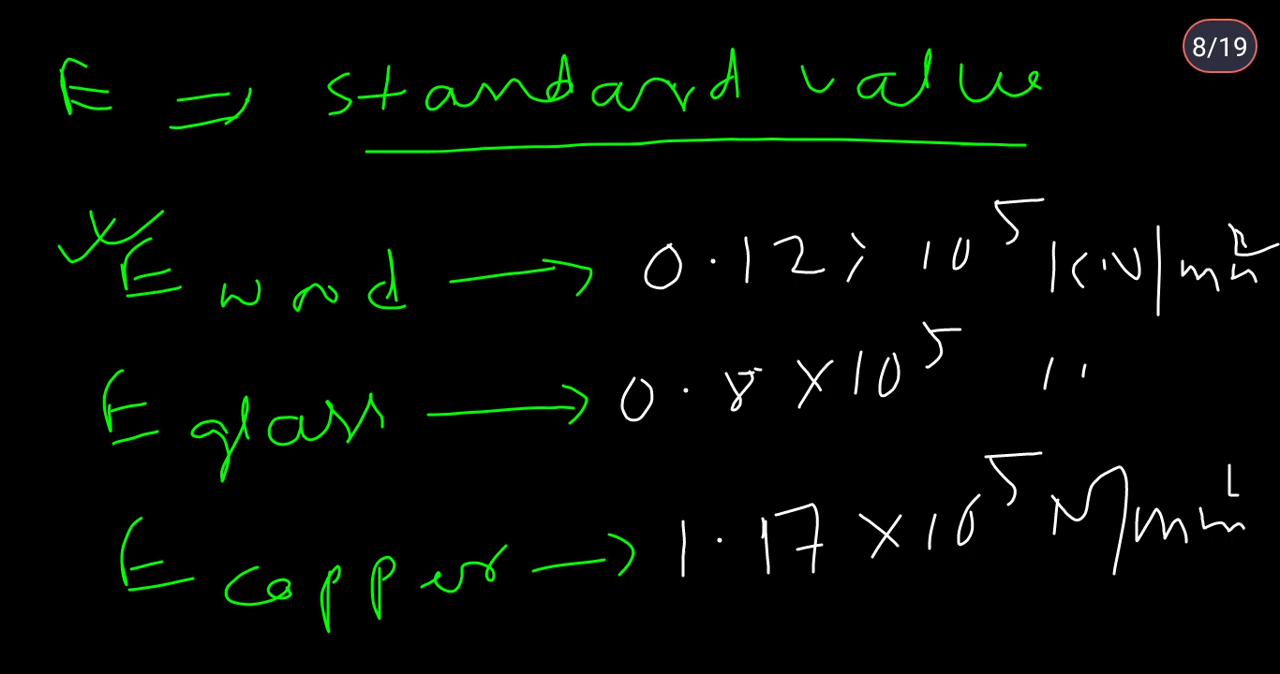 8/19
E ⇒ standard value
E wood → 0.12 × 10⁵ KN/mm²
E glass → 0.8 × 10⁵ "
E copper → 1.17 × 10⁵ N/mm²